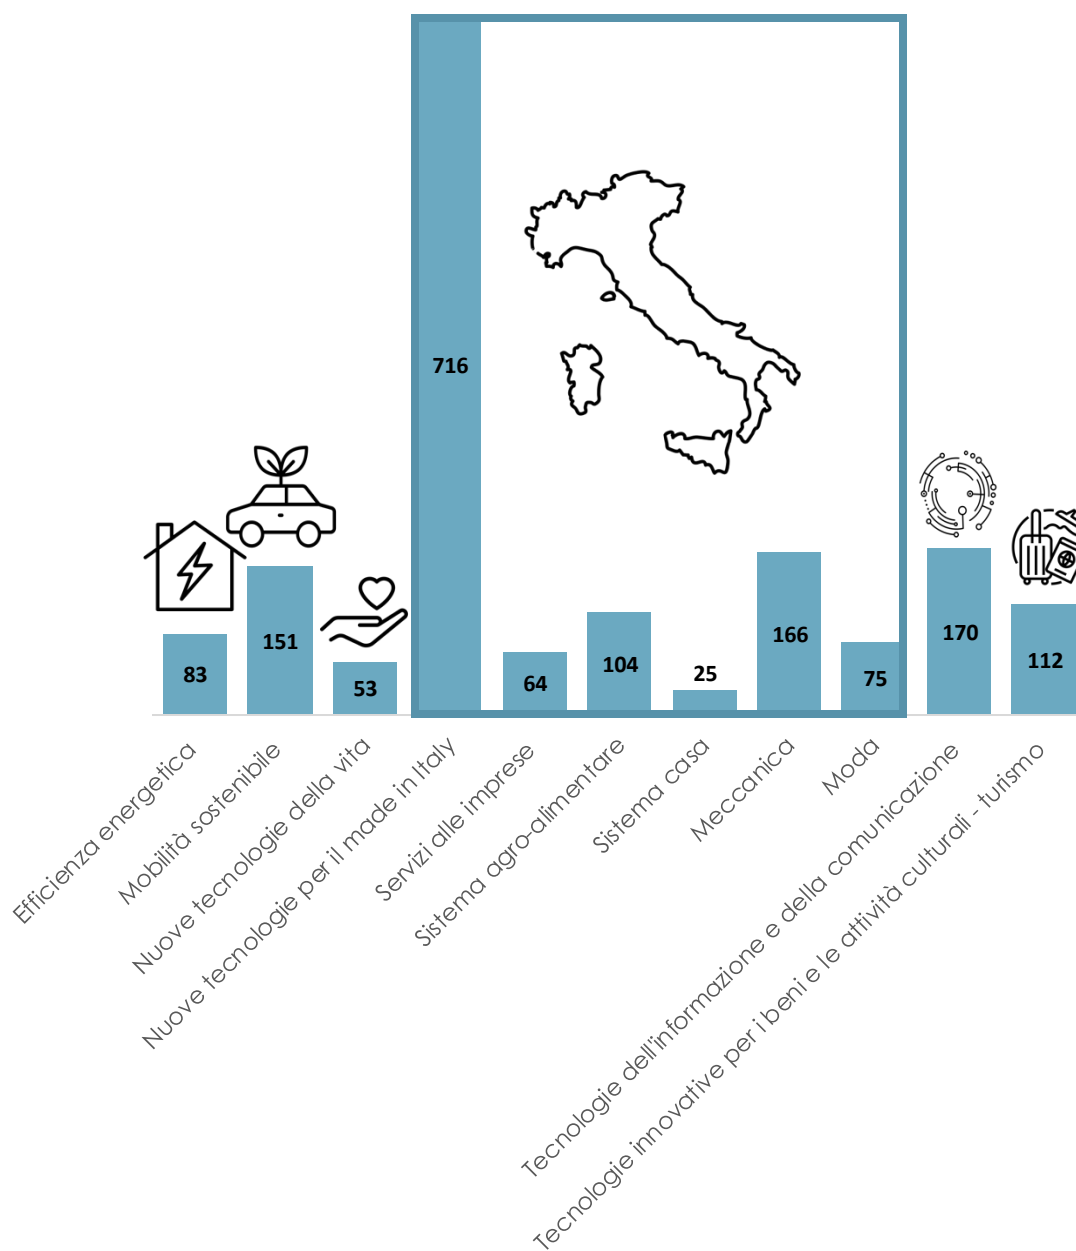 716
83
151
53
64
104
25
166
75
170
112
Efficienza energetica
Mobilità sostenibile
Nuove tecnologie della vita
Nuove tecnologie per il made in Italy
Servizi alle imprese
Sistema agro-alimentare
Sistema casa
Meccanica
Moda
Tecnologie dell'informazione e della comunicazione
Tecnologie innovative per i beni e le attività culturali - turismo